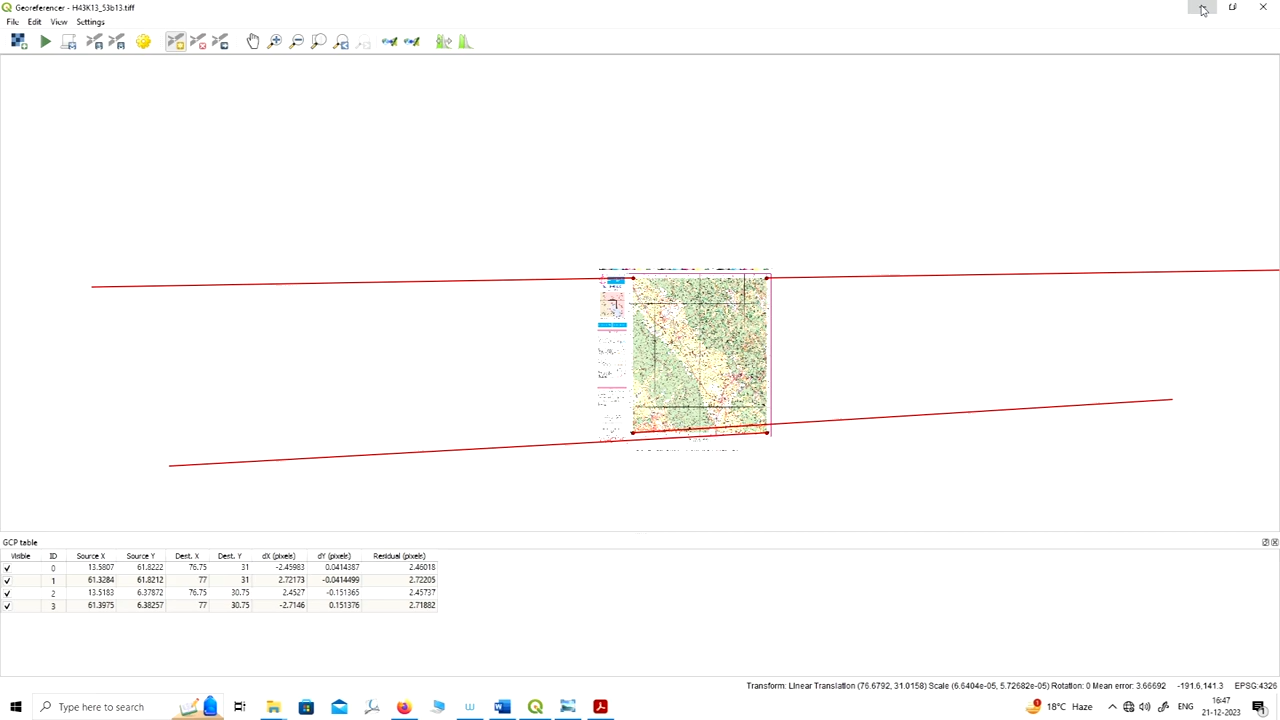 Georeferencer - H43K13_53b13.tiff
File Edit View Settings
GCP table
Visible ID Source X Source Y Dest. X Dest. Y dX (pixels) dY (pixels) Residual (pixels)
0 13.5807 61.8222 76.75 31 -2.45983 0.0414387 2.46018
1 61.3284 61.8212 77 31 2.72173 -0.0414499 2.72205
2 13.5183 6.37872 76.75 30.75 2.4527 -0.151365 2.45737
3 61.3975 6.38257 77 30.75 -2.7146 0.151376 2.71882
Transform: Linear Translation (76.6792, 31.0158) Scale (6.6404e-05, 5.72682e-05) Rotation: 0 Mean error: 3.66692 -191.6,141.3 EPSG:4326
Type here to search
18°C Haze ENG 16:47
21-12-2023